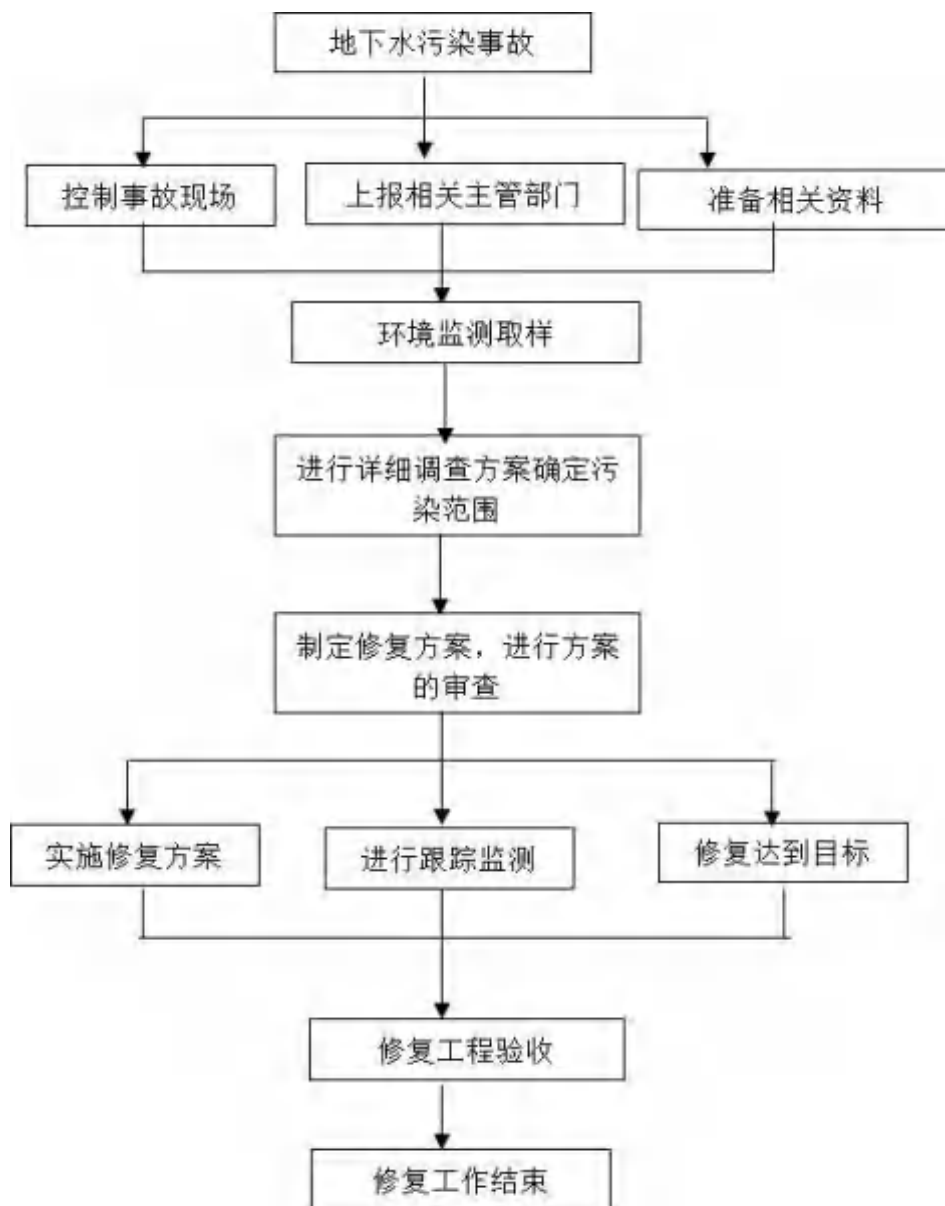 地下水污染事故
控制事故现场
上报相关主管部门
准备相关资料
环境监测取样
进行详细调查方案确定污
染范围
制定修复方案，进行方案
的审查
实施修复方案
进行跟踪监测
修复达到目标
修复工程验收
修复工作结束